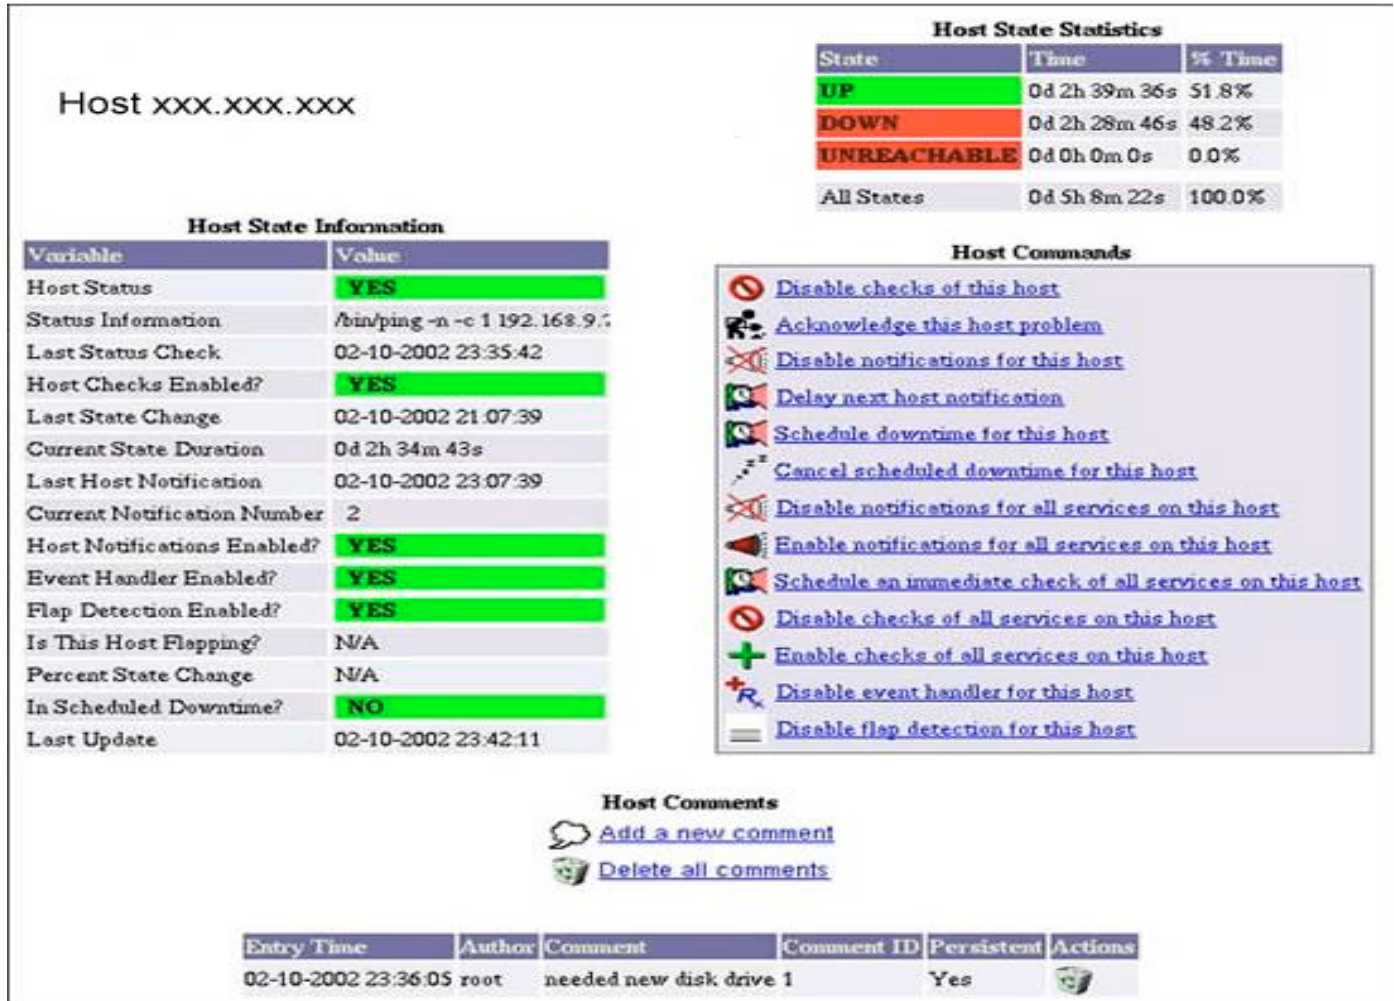 Host xxx.xxx.xxx
Host State Statistics
State Time % Time
UP 0d 2h 39m 36s 51.8%
DOWN 0d 2h 28m 46s 48.2%
UNREACHABLE 0d 0h 0m 0s 0.0%
All States 0d 5h 8m 22s 100.0%
Host State Information
Variable Value
Host Status YES
Status Information /bin/ping -n -c 1 192.168.9.
Last Status Check 02-10-2002 23:35:42
Host Checks Enabled? YES
Last State Change 02-10-2002 21:07:39
Current State Duration 0d 2h 34m 43s
Last Host Notification 02-10-2002 23:07:39
Current Notification Number 2
Host Notifications Enabled? YES
Event Handler Enabled? YES
Flap Detection Enabled? YES
Is This Host Flapping? N/A
Percent State Change N/A
In Scheduled Downtime? NO
Last Update 02-10-2002 23:42:11
Host Commands
Disable checks of this host
Acknowledge this host problem
Disable notifications for this host
Delay next host notification
Schedule downtime for this host
Cancel scheduled downtime for this host
Disable notifications for all services on this host
Enable notifications for all services on this host
Schedule an immediate check of all services on this host
Disable checks of all services on this host
Enable checks of all services on this host
Disable event handler for this host
Disable flap detection for this host
Host Comments
Add a new comment
Delete all comments
Entry Time Author Comment Comment ID Persistent Actions
02-10-2002 23:36:05 root needed new disk drive 1 Yes